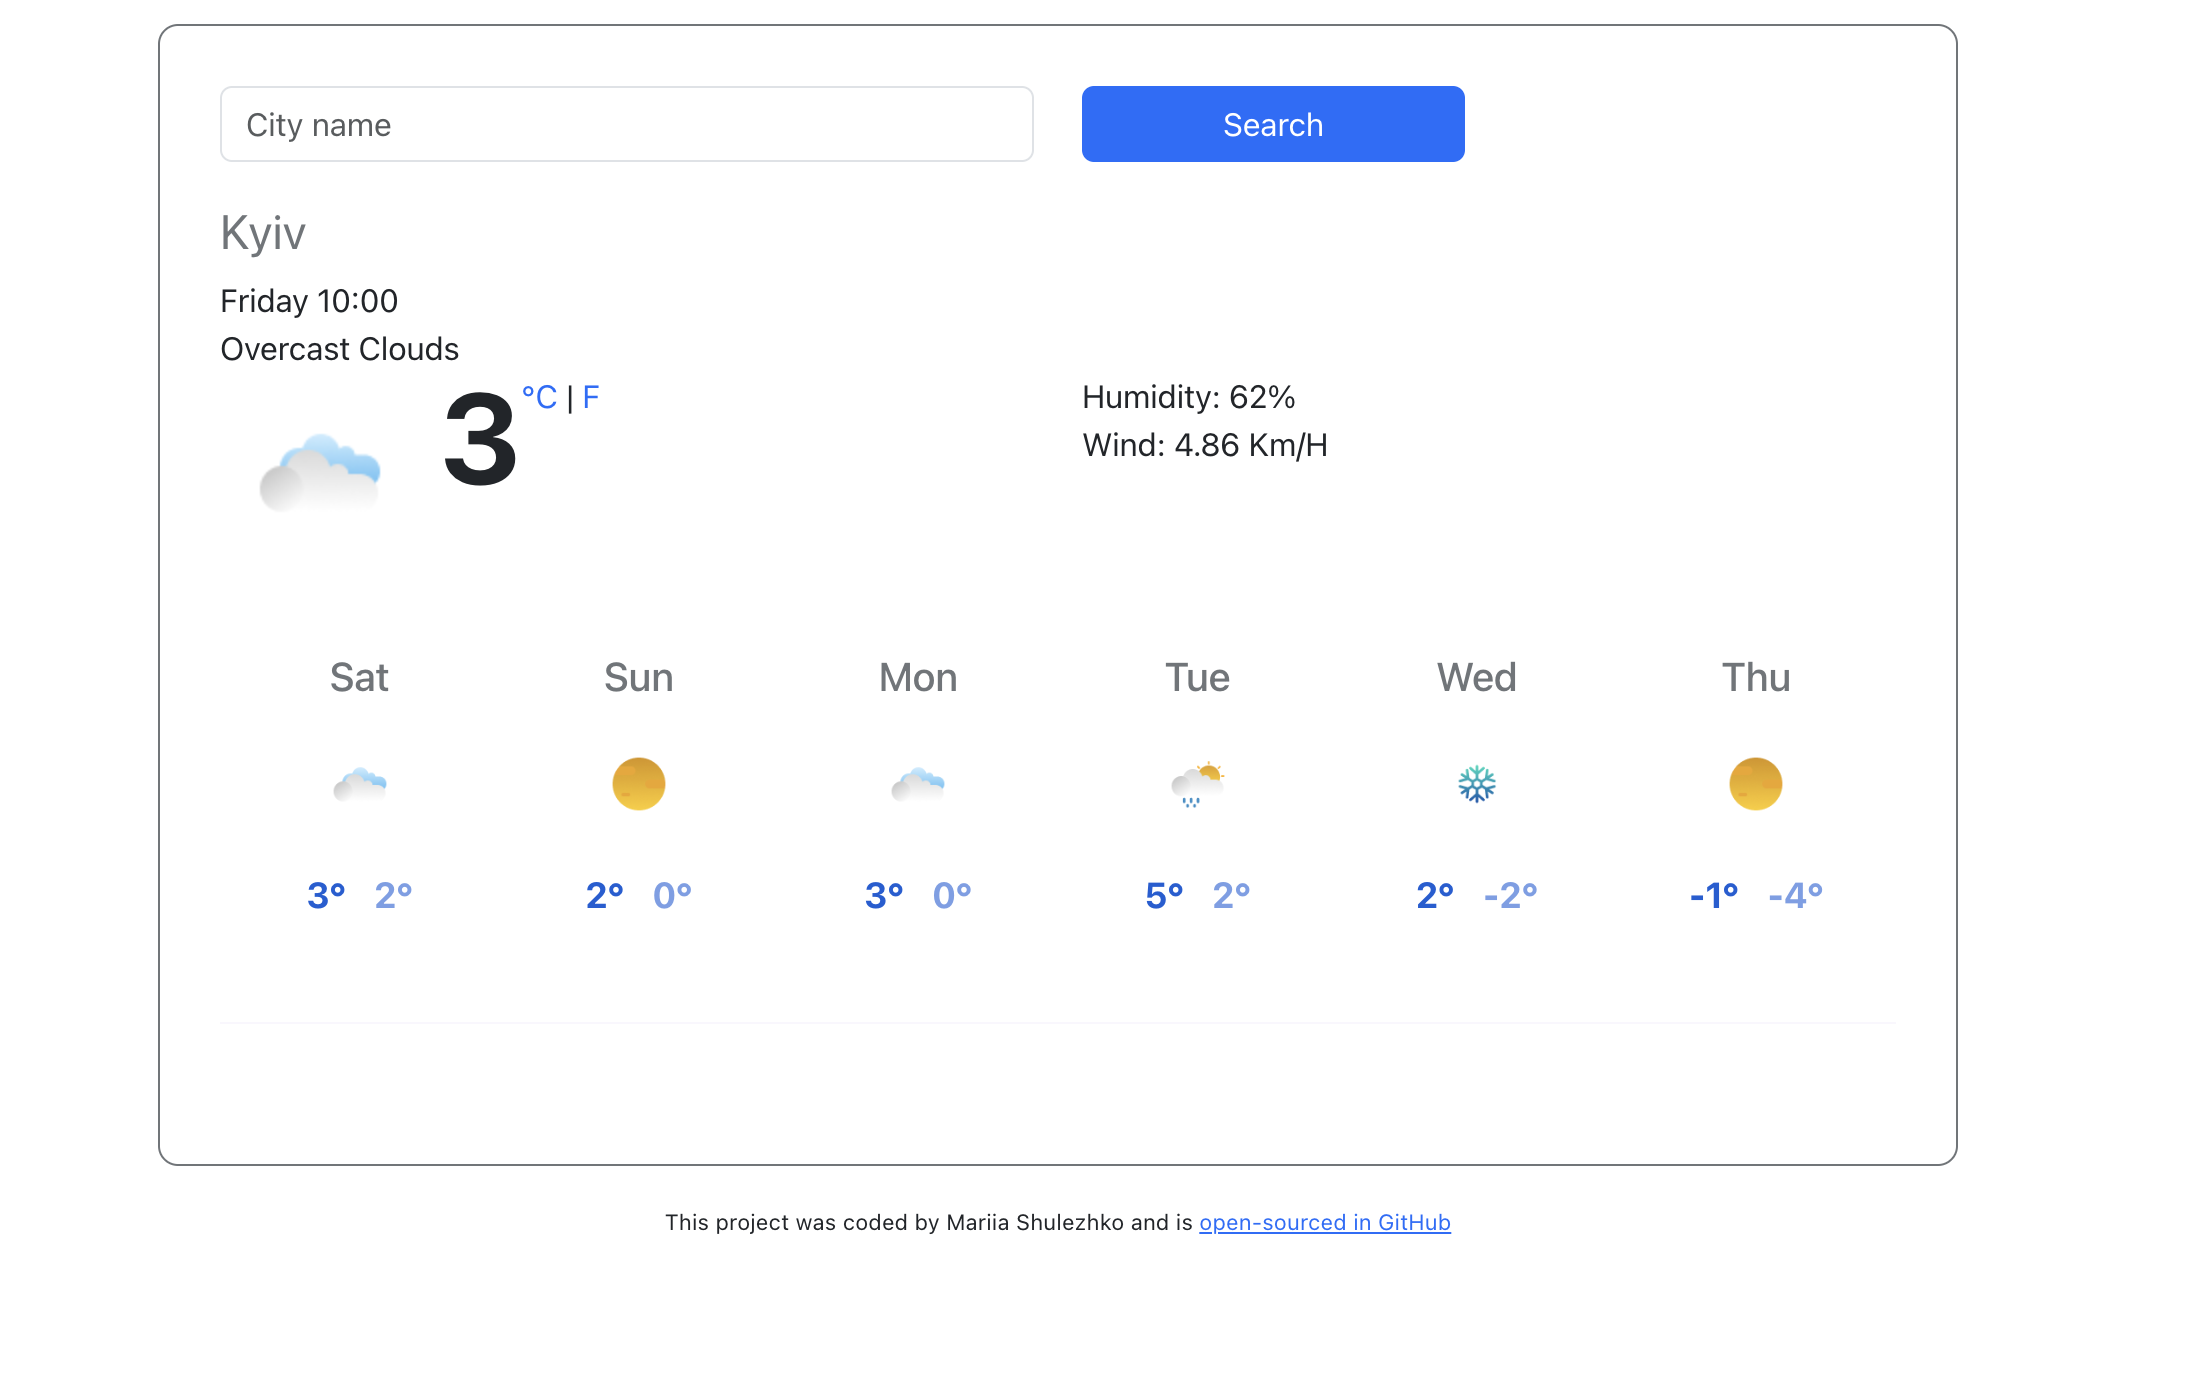 City name
Search
Kyiv
Friday 10:00
Overcast Clouds
3 °C | F
Humidity: 62%
Wind: 4.86 Km/H
Sat Sun Mon Tue Wed Thu
3° 2° 2° 0° 3° 0° 5° 2° 2° -2° -1° -4°
This project was coded by Mariia Shulezhko and is open-sourced in GitHub